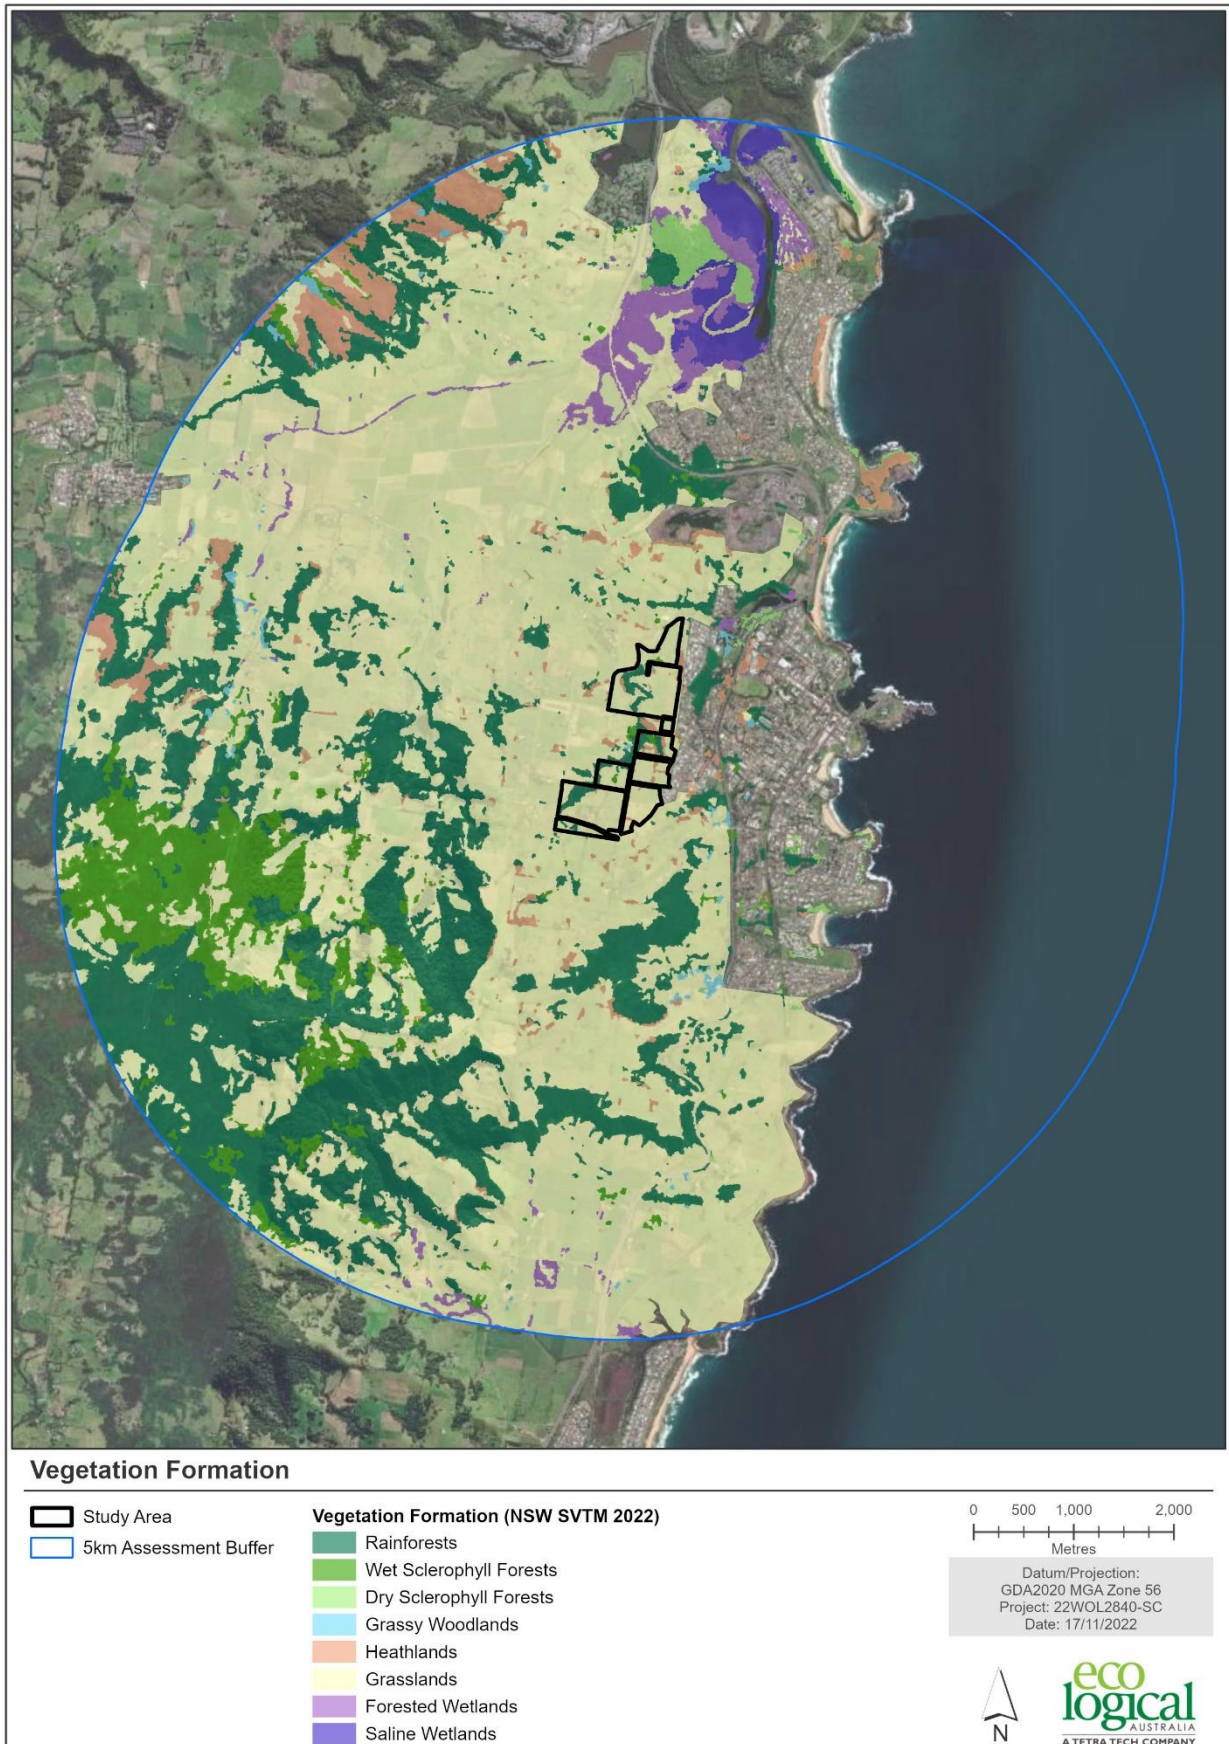 Vegetation Formation
Study Area
5km Assessment Buffer
Vegetation Formation (NSW SVTM 2022)
Rainforests
Wet Sclerophyll Forests
Dry Sclerophyll Forests
Grassy Woodlands
Heathlands
Grasslands
Forested Wetlands
Saline Wetlands
0 500 1,000 2,000
Metres
Datum/Projection:
GDA2020 MGA Zone 56
Project: 22WOL2840-SC
Date: 17/11/2022
N
eco
logical
AUSTRALIA
A TETRA TECH COMPANY